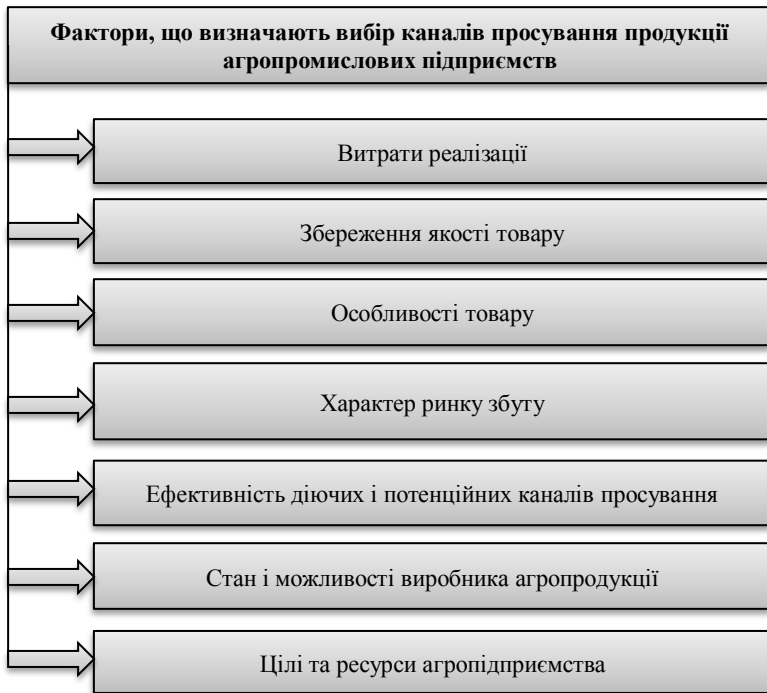 Фактори, що визначають вибір каналів просування продукції
агропромислових підприємств
Витрати реалізації
Збереження якості товару
Особливості товару
Характер ринку збуту
Ефективність діючих і потенційних каналів просування
Стан і можливості виробника агропродукції
Цілі та ресурси агропідприємства